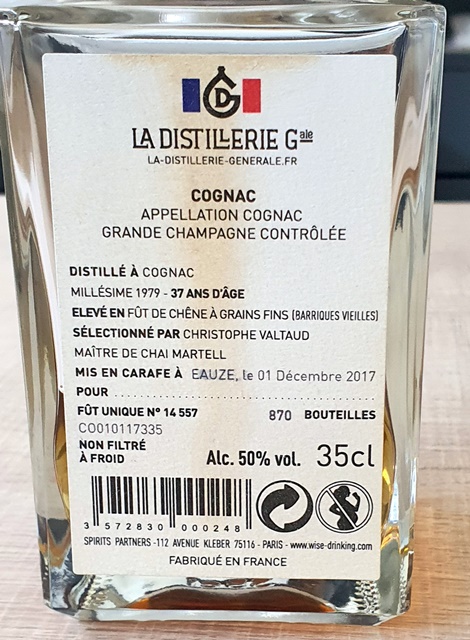 DG
LA DISTILLERIE Gale
LA-DISTILLERIE-GENERALE.FR
COGNAC
APPELLATION COGNAC
GRANDE CHAMPAGNE CONTRÔLÉE
DISTILLÉ À COGNAC
MILLÉSIME 1979 - 37 ANS D'ÂGE
ELEVÉ EN FÛT DE CHÊNE À GRAINS FINS (BARRIQUES VIEILLES)
SÉLECTIONNÉ PAR CHRISTOPHE VALTAUD
MAÎTRE DE CHAI MARTELL
MIS EN CARAFE À EAUZE, le 01 Décembre 2017
POUR ........................................
FÛT UNIQUE N° 14 557 870 BOUTEILLES
CO010117335
NON FILTRÉ
À FROID
Alc. 50% vol. 35cl
3 572830 000248
SPIRITS PARTNERS -112 AVENUE KLEBER 75116 - PARIS - www.wise-drinking.com
FABRIQUÉ EN FRANCE